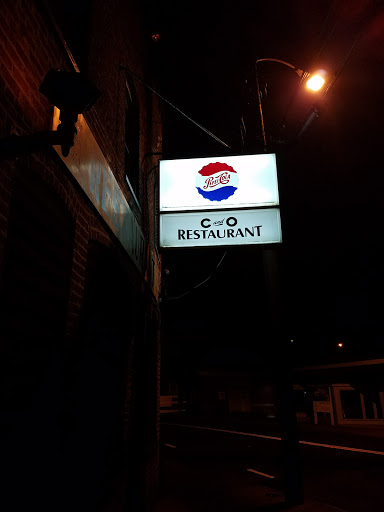 Pepsi-Cola
C and O
RESTAURANT